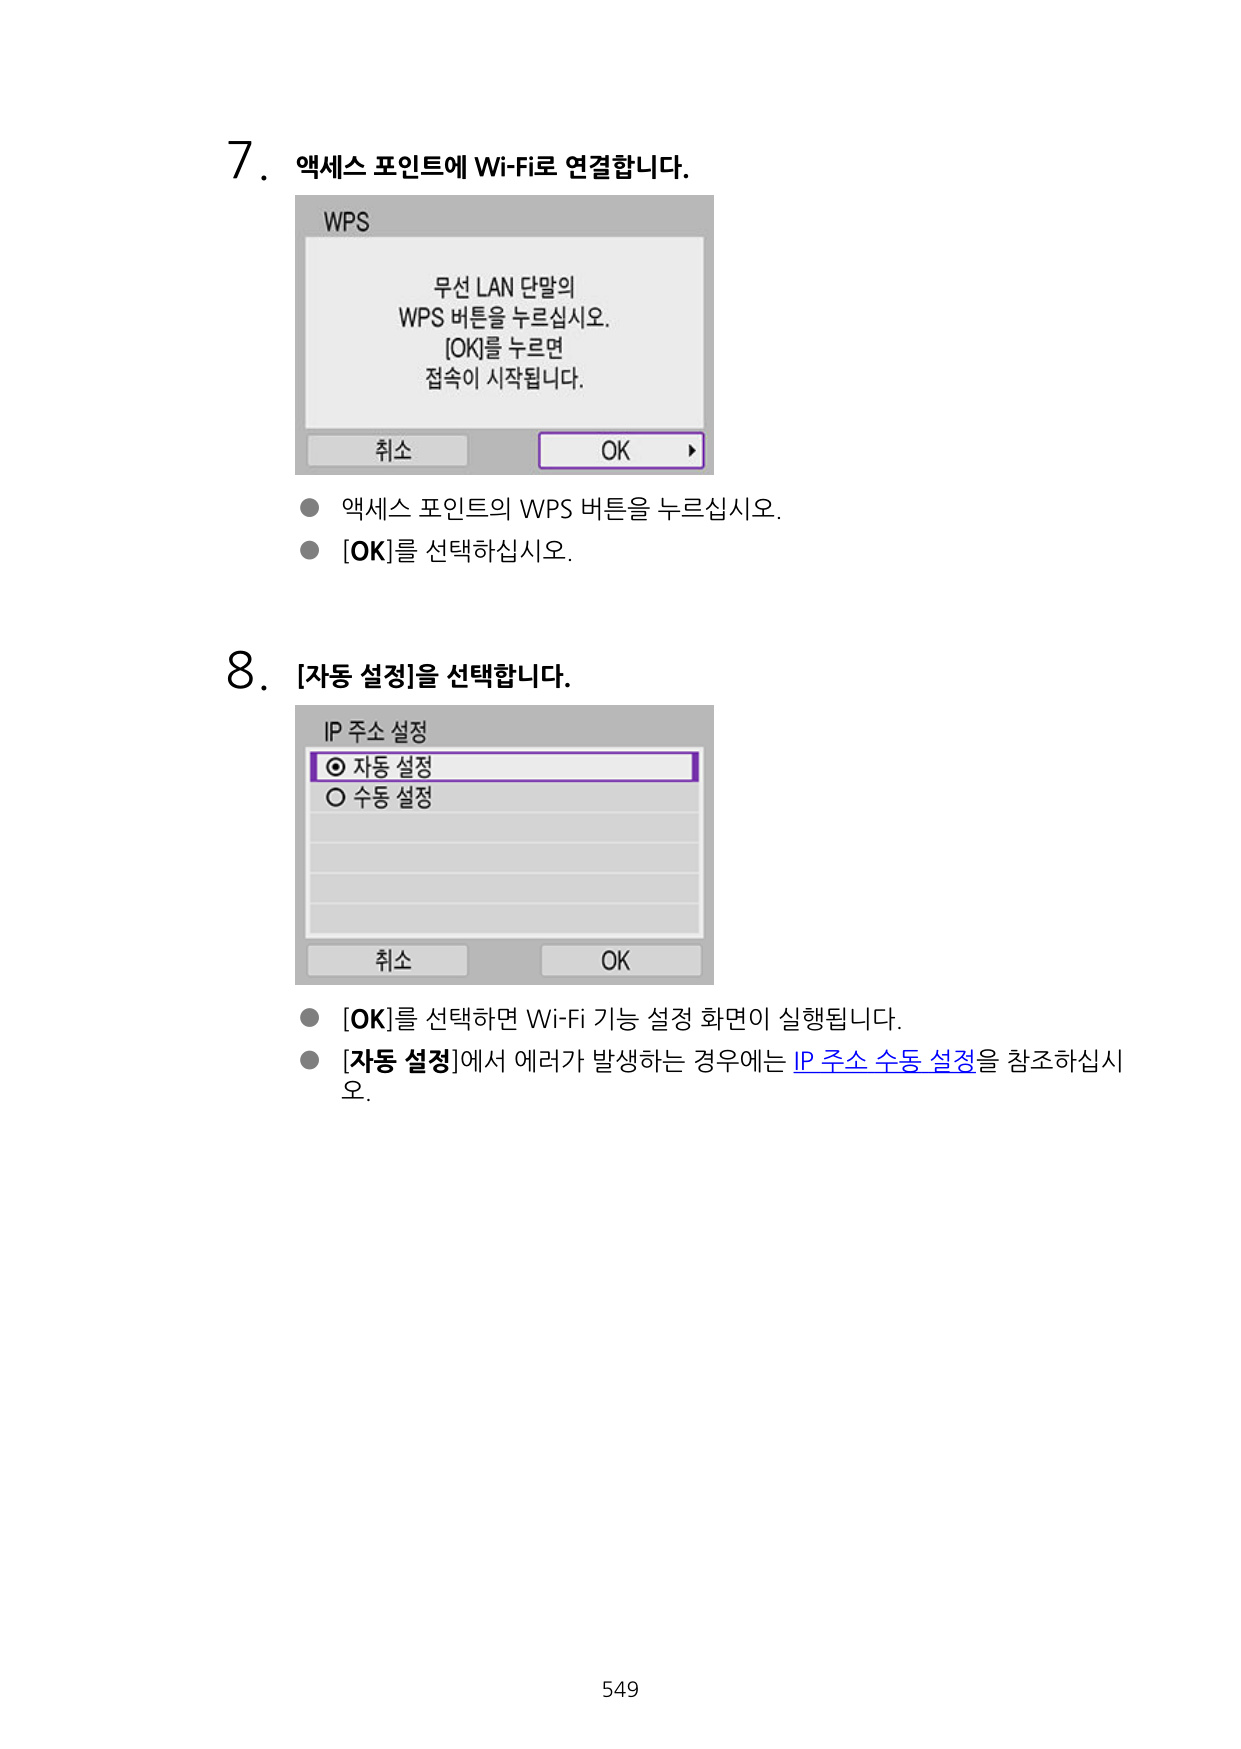 7. 액세스 포인트에 Wi-Fi로 연결합니다.
WPS
무선 LAN 단말의
WPS 버튼을 누르십시오.
[OK]를 누르면
접속이 시작됩니다.
취소 OK
● 액세스 포인트의 WPS 버튼을 누르십시오.
● [OK]를 선택하십시오.
8. [자동 설정]을 선택합니다.
IP 주소 설정
자동 설정
수동 설정
취소 OK
● [OK]를 선택하면 Wi-Fi 기능 설정 화면이 실행됩니다.
● [자동 설정]에서 에러가 발생하는 경우에는 IP 주소 수동 설정을 참조하십시
오.
549